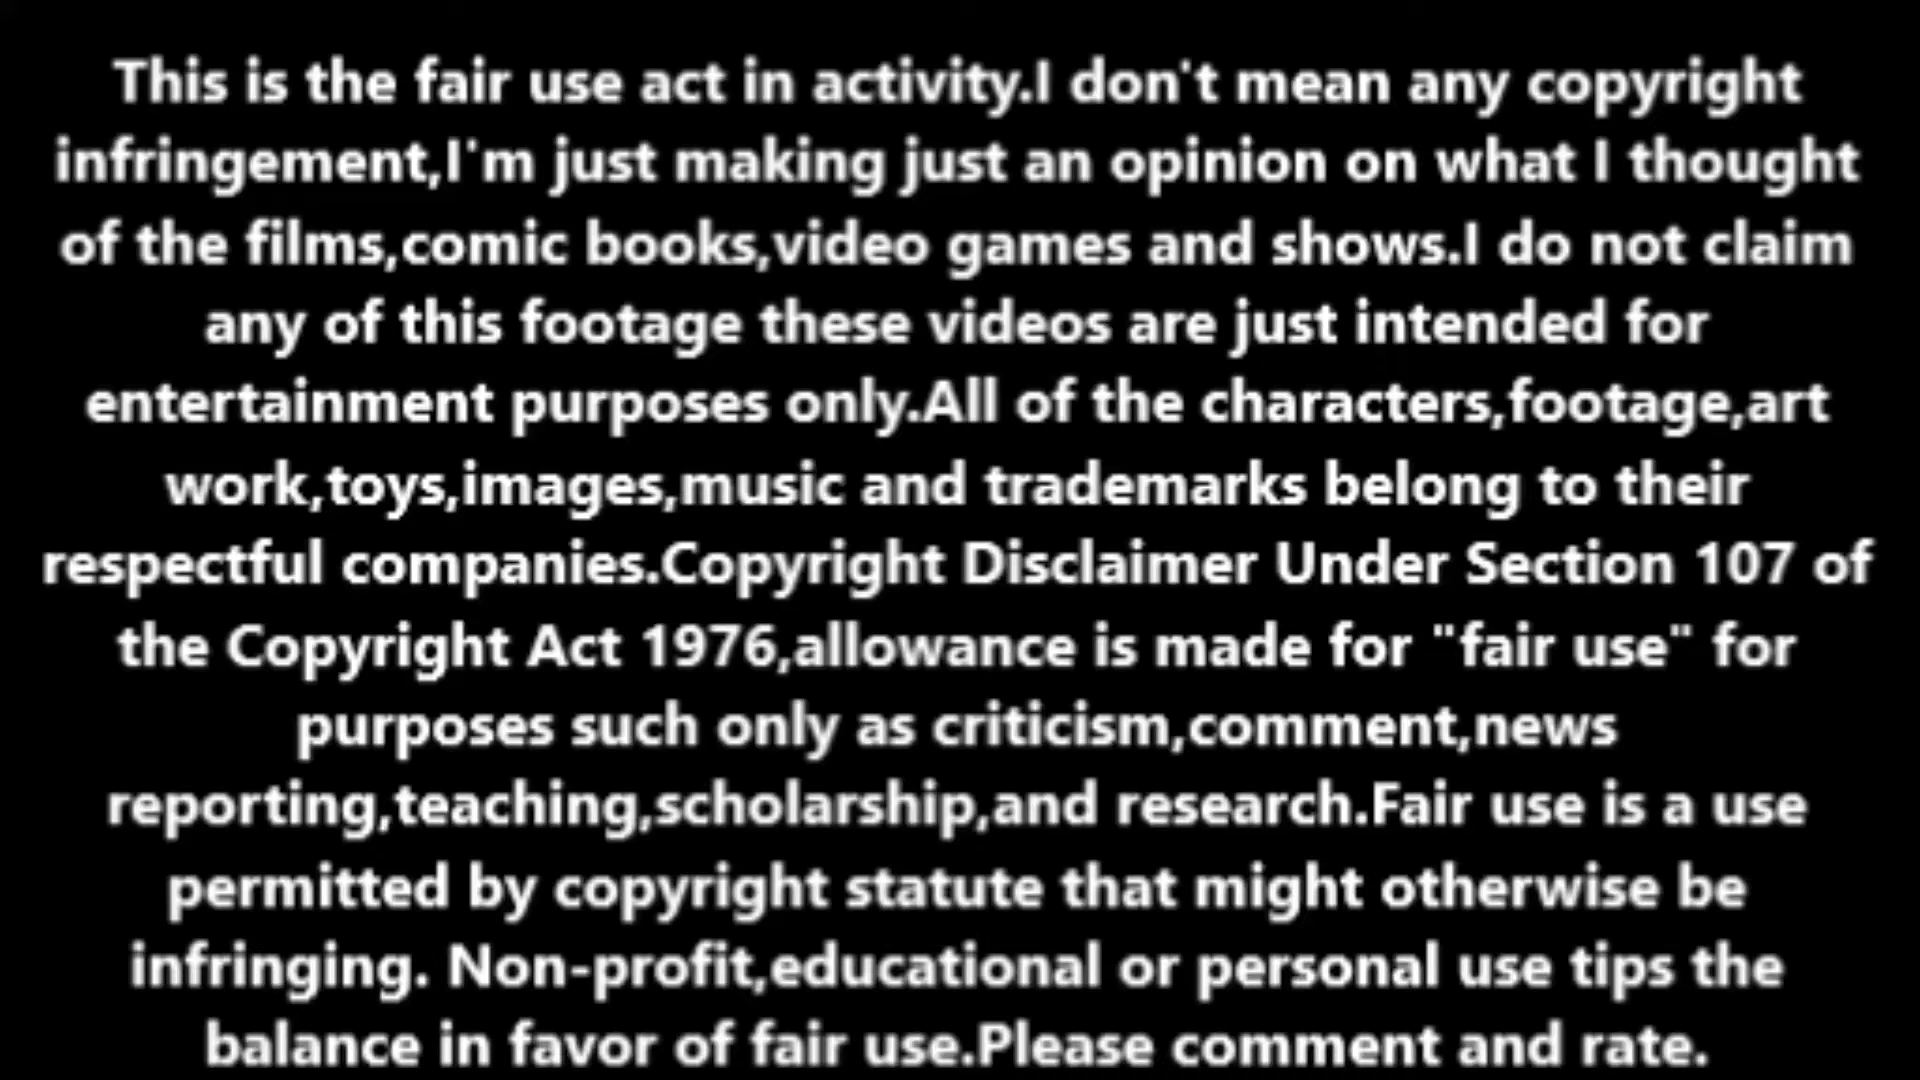 This is the fair use act in activity.I don't mean any copyright
infringement,I'm just making just an opinion on what I thought
of the films,comic books,video games and shows.I do not claim
any of this footage these videos are just intended for
entertainment purposes only.All of the characters,footage,art
work,toys,images,music and trademarks belong to their
respectful companies.Copyright Disclaimer Under Section 107 of
the Copyright Act 1976,allowance is made for "fair use" for
purposes such only as criticism,comment,news
reporting,teaching,scholarship,and research.Fair use is a use
permitted by copyright statute that might otherwise be
infringing. Non-profit,educational or personal use tips the
balance in favor of fair use.Please comment and rate.